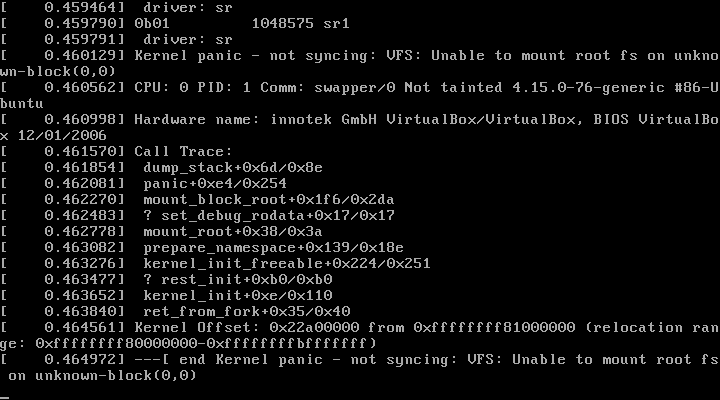 [    0.459464]  driver: sr
[    0.459790] 0b01         1048575 sr1
[    0.459791]  driver: sr
[    0.460129] Kernel panic - not syncing: VFS: Unable to mount root fs on unkno
wn-block(0,0)
[    0.460562] CPU: 0 PID: 1 Comm: swapper/0 Not tainted 4.15.0-76-generic #86-U
buntu
[    0.460998] Hardware name: innotek GmbH VirtualBox/VirtualBox, BIOS VirtualBo
x 12/01/2006
[    0.461570] Call Trace:
[    0.461854]  dump_stack+0x6d/0x8e
[    0.462081]  panic+0xe4/0x254
[    0.462270]  mount_block_root+0x1f6/0x2da
[    0.462483]  ? set_debug_rodata+0x17/0x17
[    0.462778]  mount_root+0x38/0x3a
[    0.463082]  prepare_namespace+0x139/0x18e
[    0.463276]  kernel_init_freeable+0x224/0x251
[    0.463477]  ? rest_init+0xb0/0xb0
[    0.463652]  kernel_init+0xe/0x110
[    0.463840]  ret_from_fork+0x35/0x40
[    0.464561] Kernel Offset: 0x22a00000 from 0xffffffff81000000 (relocation ran
ge: 0xffffffff80000000-0xffffffffbfffffff)
[    0.464972] ---[ end Kernel panic - not syncing: VFS: Unable to mount root fs
 on unknown-block(0,0)
_